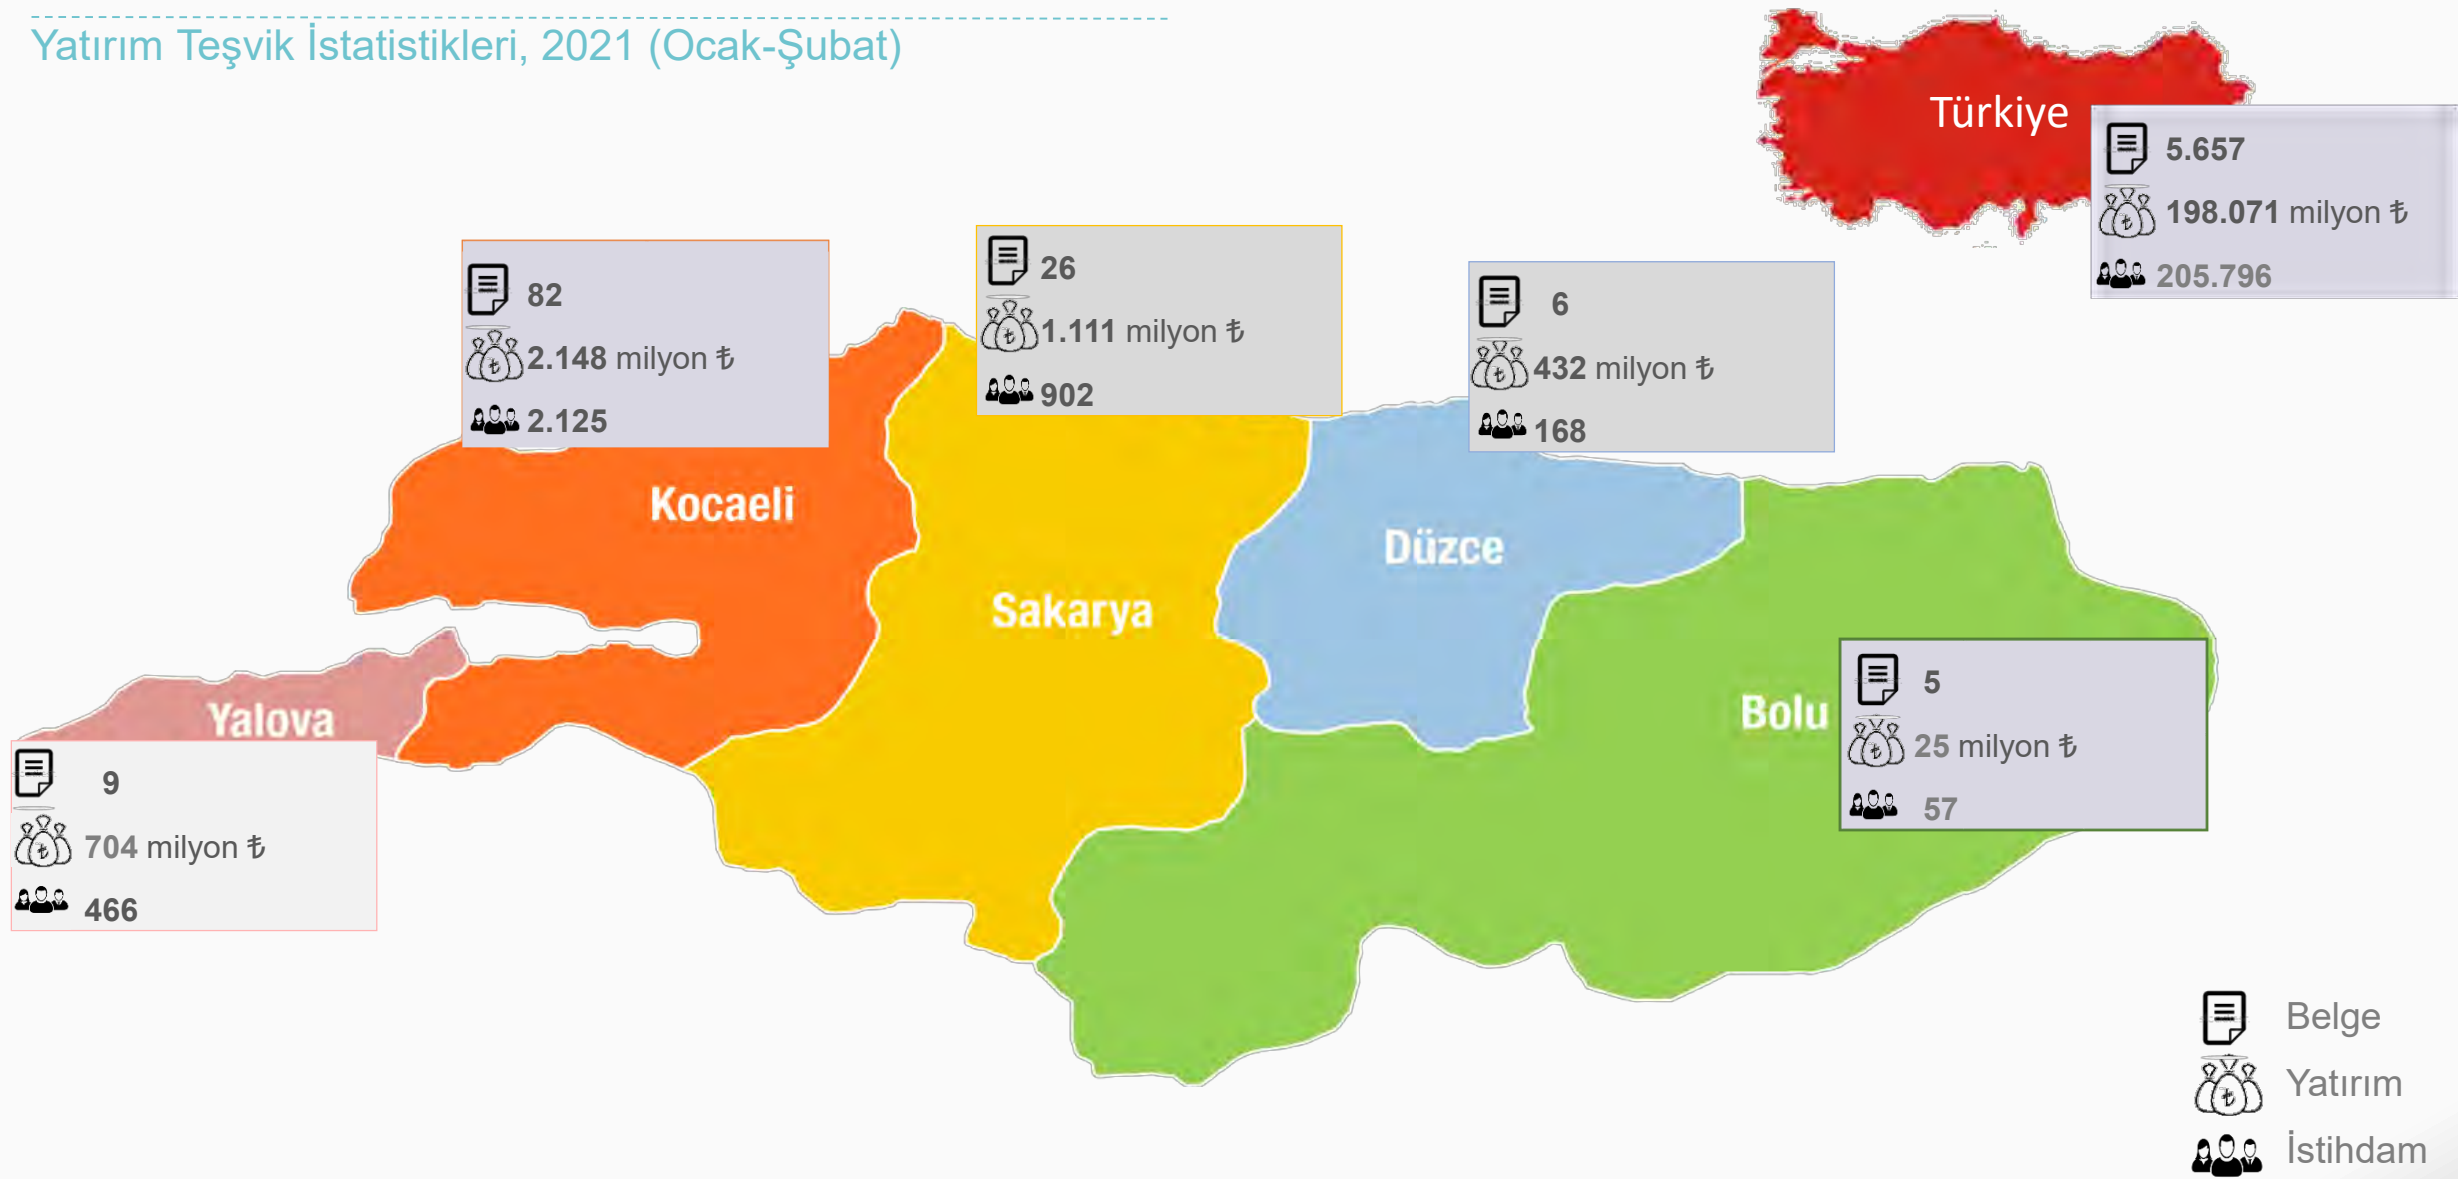 Yatırım Teşvik İstatistikleri, 2021 (Ocak-Şubat)
Türkiye
5.657
198.071 milyon ₺
205.796
82
2.148 milyon ₺
2.125
Kocaeli
26
1.111 milyon ₺
902
Sakarya
6
432 milyon ₺
168
Düzce
Bolu
5
25 milyon ₺
57
Yalova
9
704 milyon ₺
466
Belge
Yatırım
İstihdam